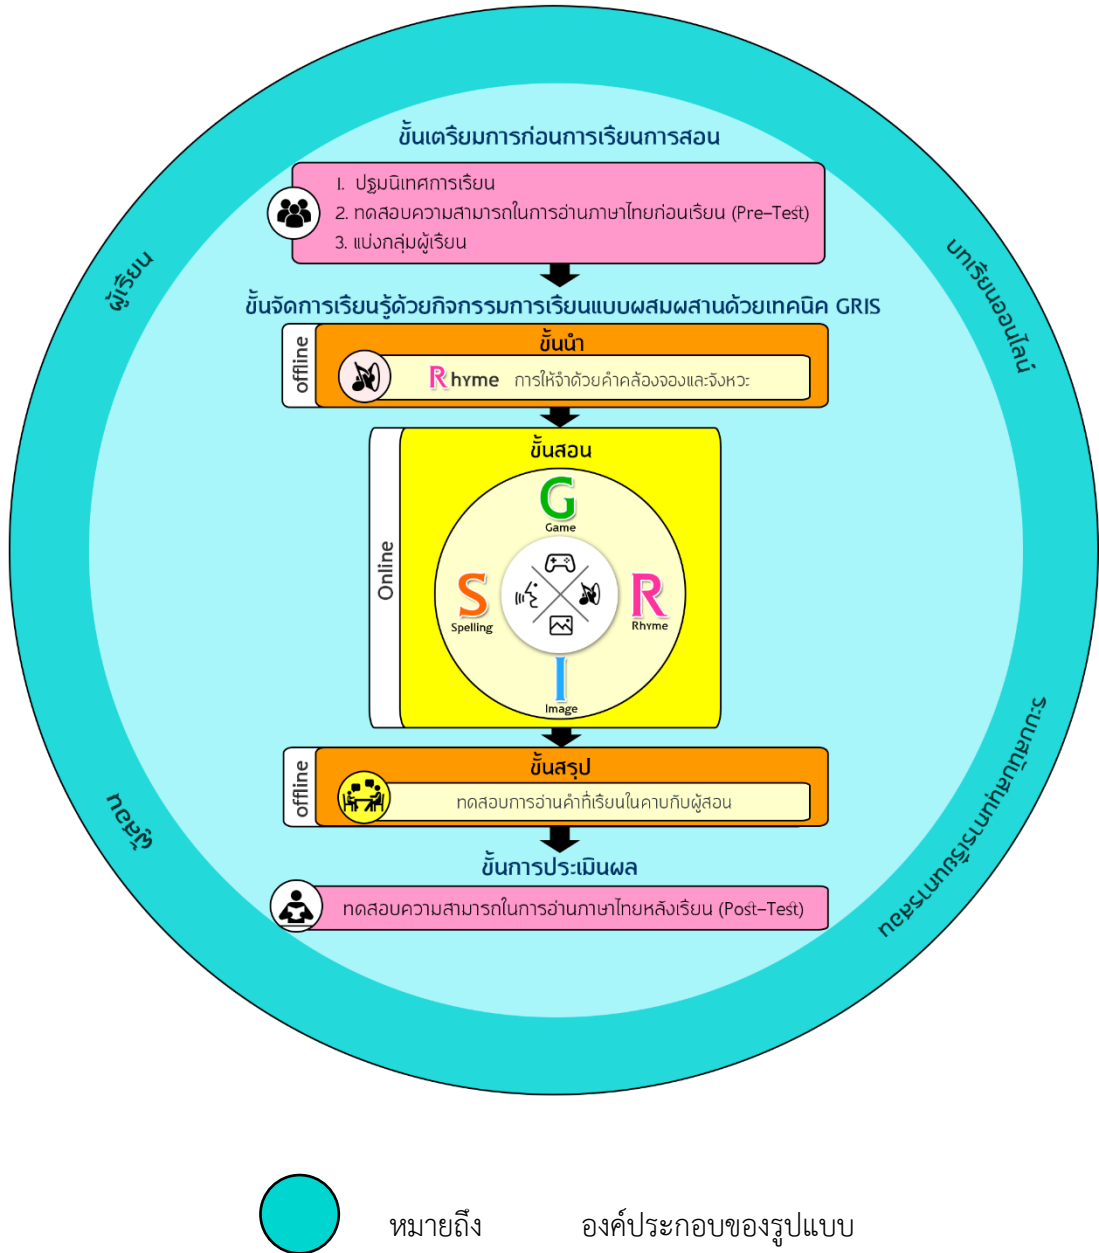 ขั้นเตรียมการก่อนการเรียนการสอน
1. ปฐมนิเทศการเรียน
2. ทดสอบความสามารถในการอ่านภาษาไทยก่อนเรียน (Pre-Test)
3. แบ่งกลุ่มผู้เรียน
ผู้เรียน
บทเรียนออนไลน์
ขั้นจัดการเรียนรู้ด้วยกิจกรรมการเรียนแบบผสมผสานด้วยเทคนิค GRIS
offline
ขั้นนำ
Rhyme การให้จำด้วยคำคล้องจองและจังหวะ
Online
ขั้นสอน
G
Game
S
Spelling
R
Rhyme
I
Image
ผู้สอน
ระบบสนับสนุนการเรียนการสอน
offline
ขั้นสรุป
ทดสอบการอ่านคำที่เรียนในคาบกับผู้สอน
ขั้นการประเมินผล
ทดสอบความสามารถในการอ่านภาษาไทยหลังเรียน (Post-Test)
หมายถึง องค์ประกอบของรูปแบบ